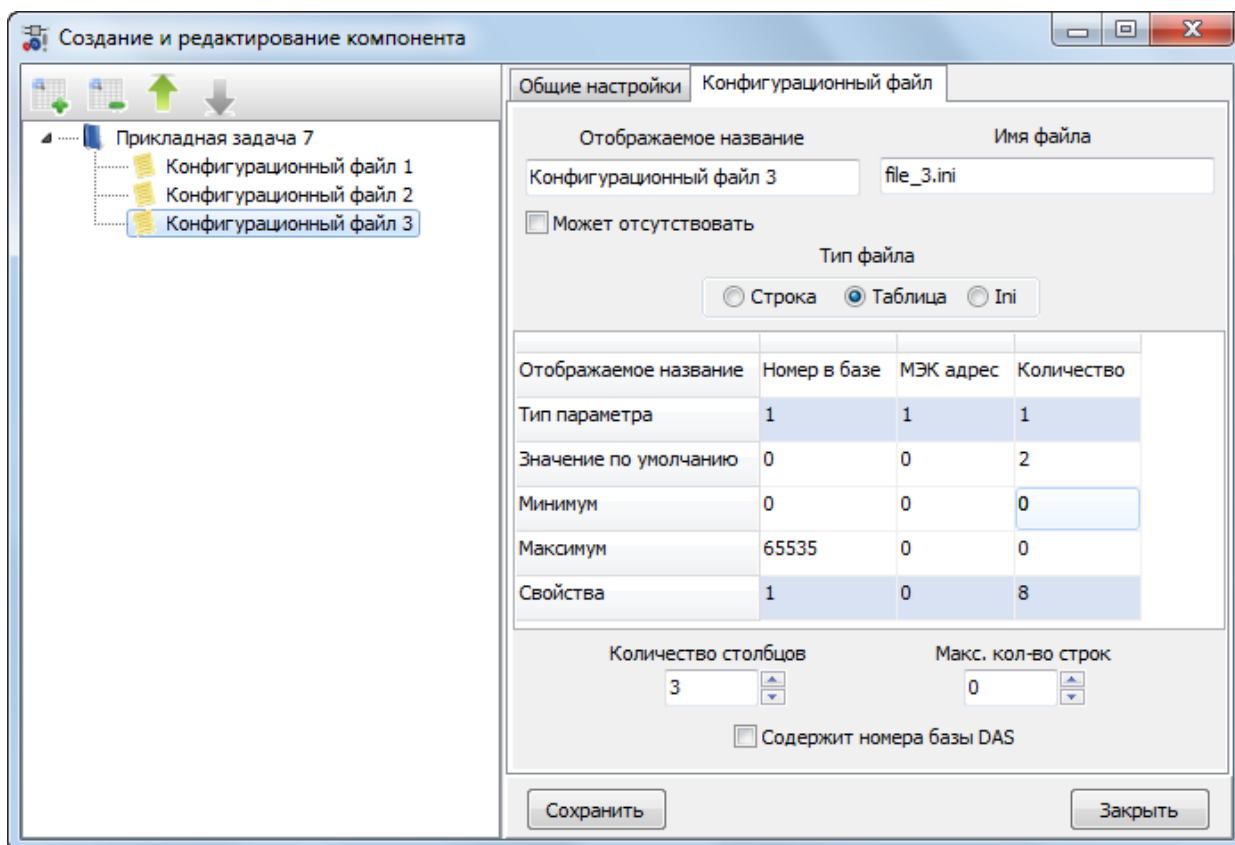 Создание и редактирование компонента
Прикладная задача 7
Конфигурационный файл 1
Конфигурационный файл 2
Конфигурационный файл 3
Общие настройки Конфигурационный файл
Отображаемое название Имя файла
Конфигурационный файл 3 file_3.ini
Может отсутствовать
Тип файла
Строка Таблица Ini
Отображаемое название Номер в базе МЭК адрес Количество
Тип параметра 1 1 1
Значение по умолчанию 0 0 2
Минимум 0 0 0
Максимум 65535 0 0
Свойства 1 0 8
Количество столбцов Макс. кол-во строк
3 0
Содержит номера базы DAS
Сохранить Закрыть